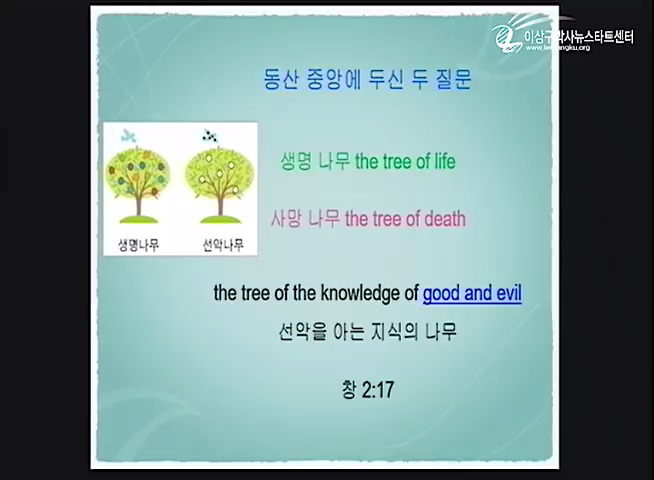 이상구박사뉴스타트센터
www.leesangku.org
동산 중앙에 두신 두 질문
생명 나무 the tree of life
사망 나무 the tree of death
생명나무 선악나무
the tree of the knowledge of good and evil
선악을 아는 지식의 나무
창 2:17